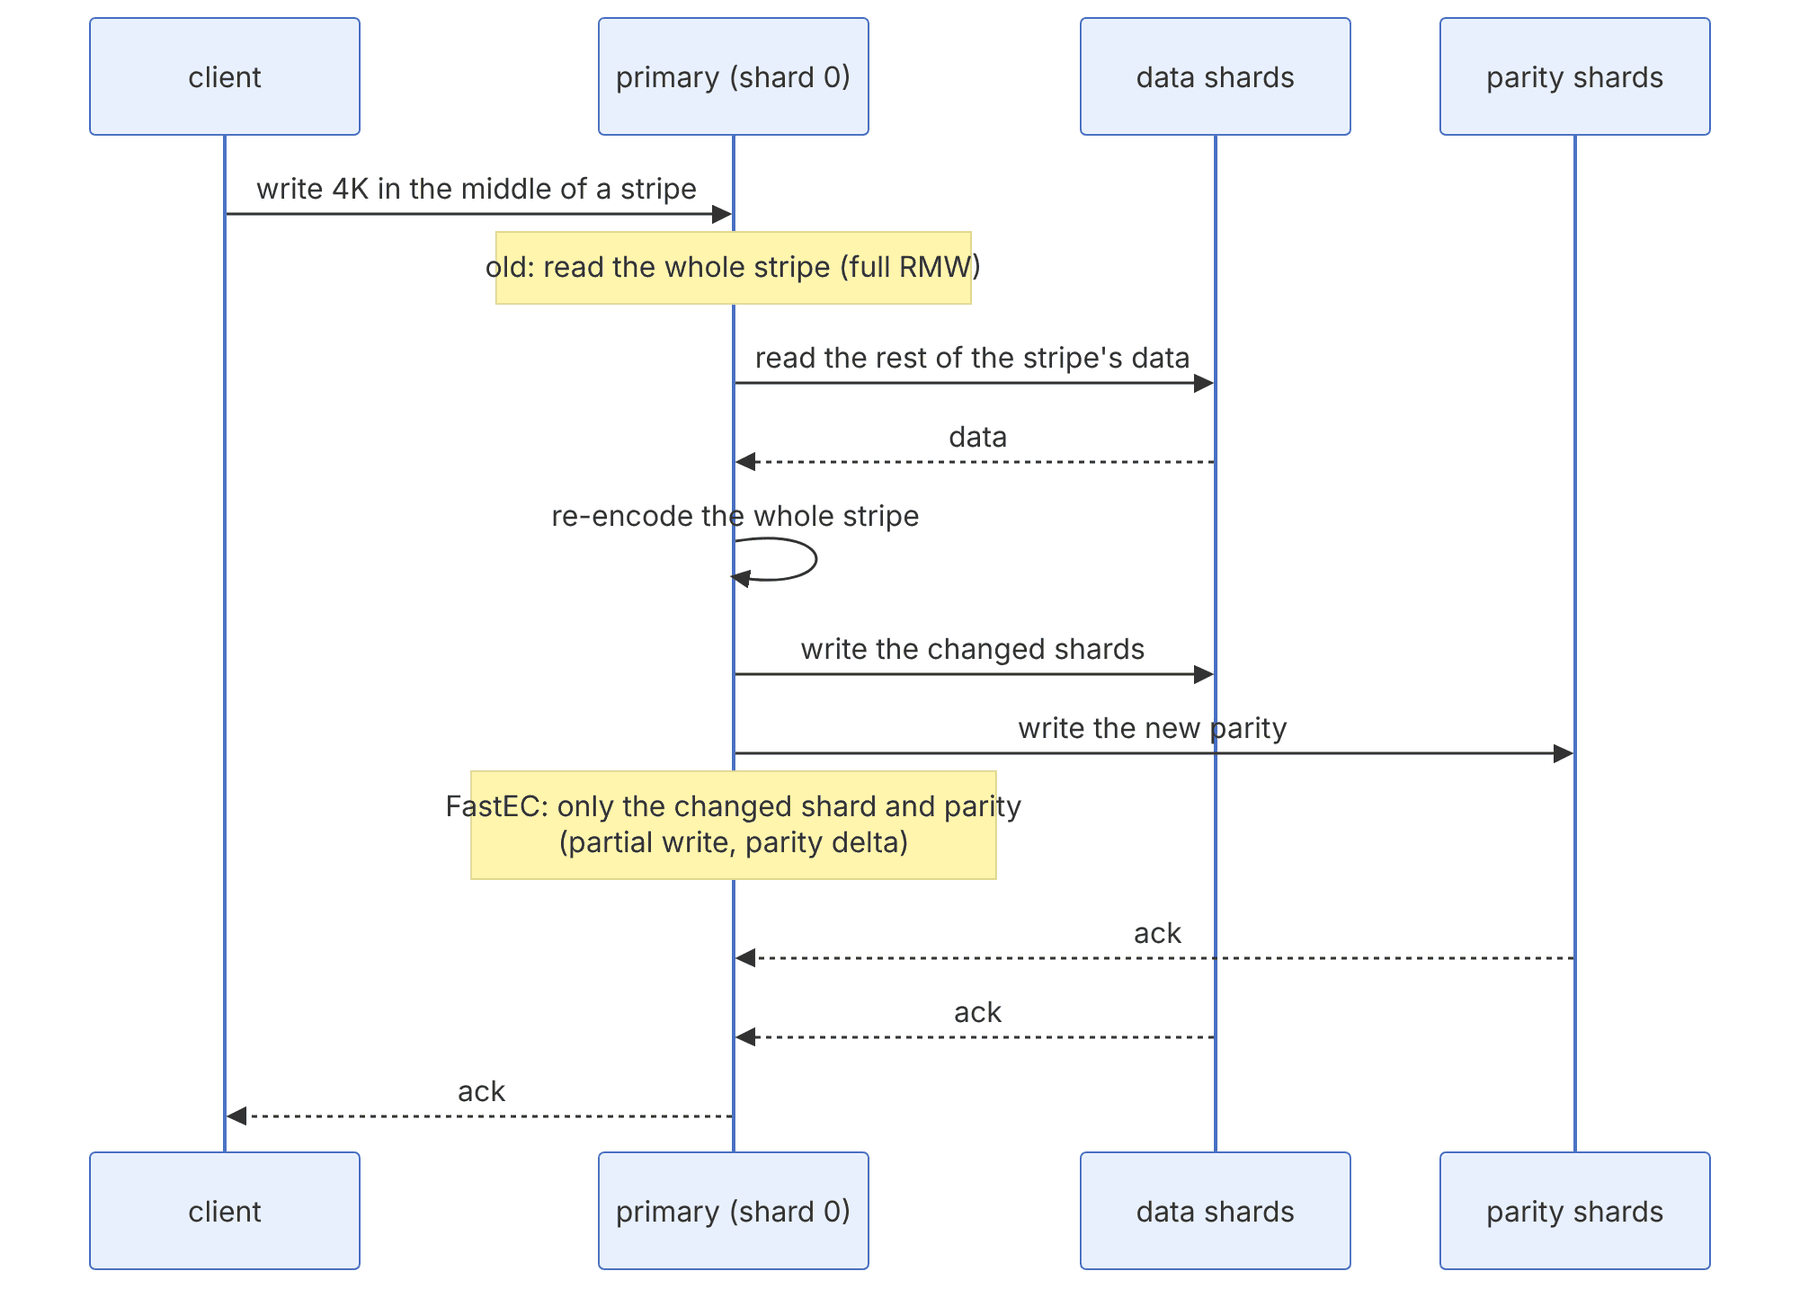 client
primary (shard 0)
data shards
parity shards
write 4K in the middle of a stripe
old: read the whole stripe (full RMW)
read the rest of the stripe's data
data
re-encode the whole stripe
write the changed shards
write the new parity
FastEC: only the changed shard and parity
(partial write, parity delta)
ack
ack
ack
client
primary (shard 0)
data shards
parity shards